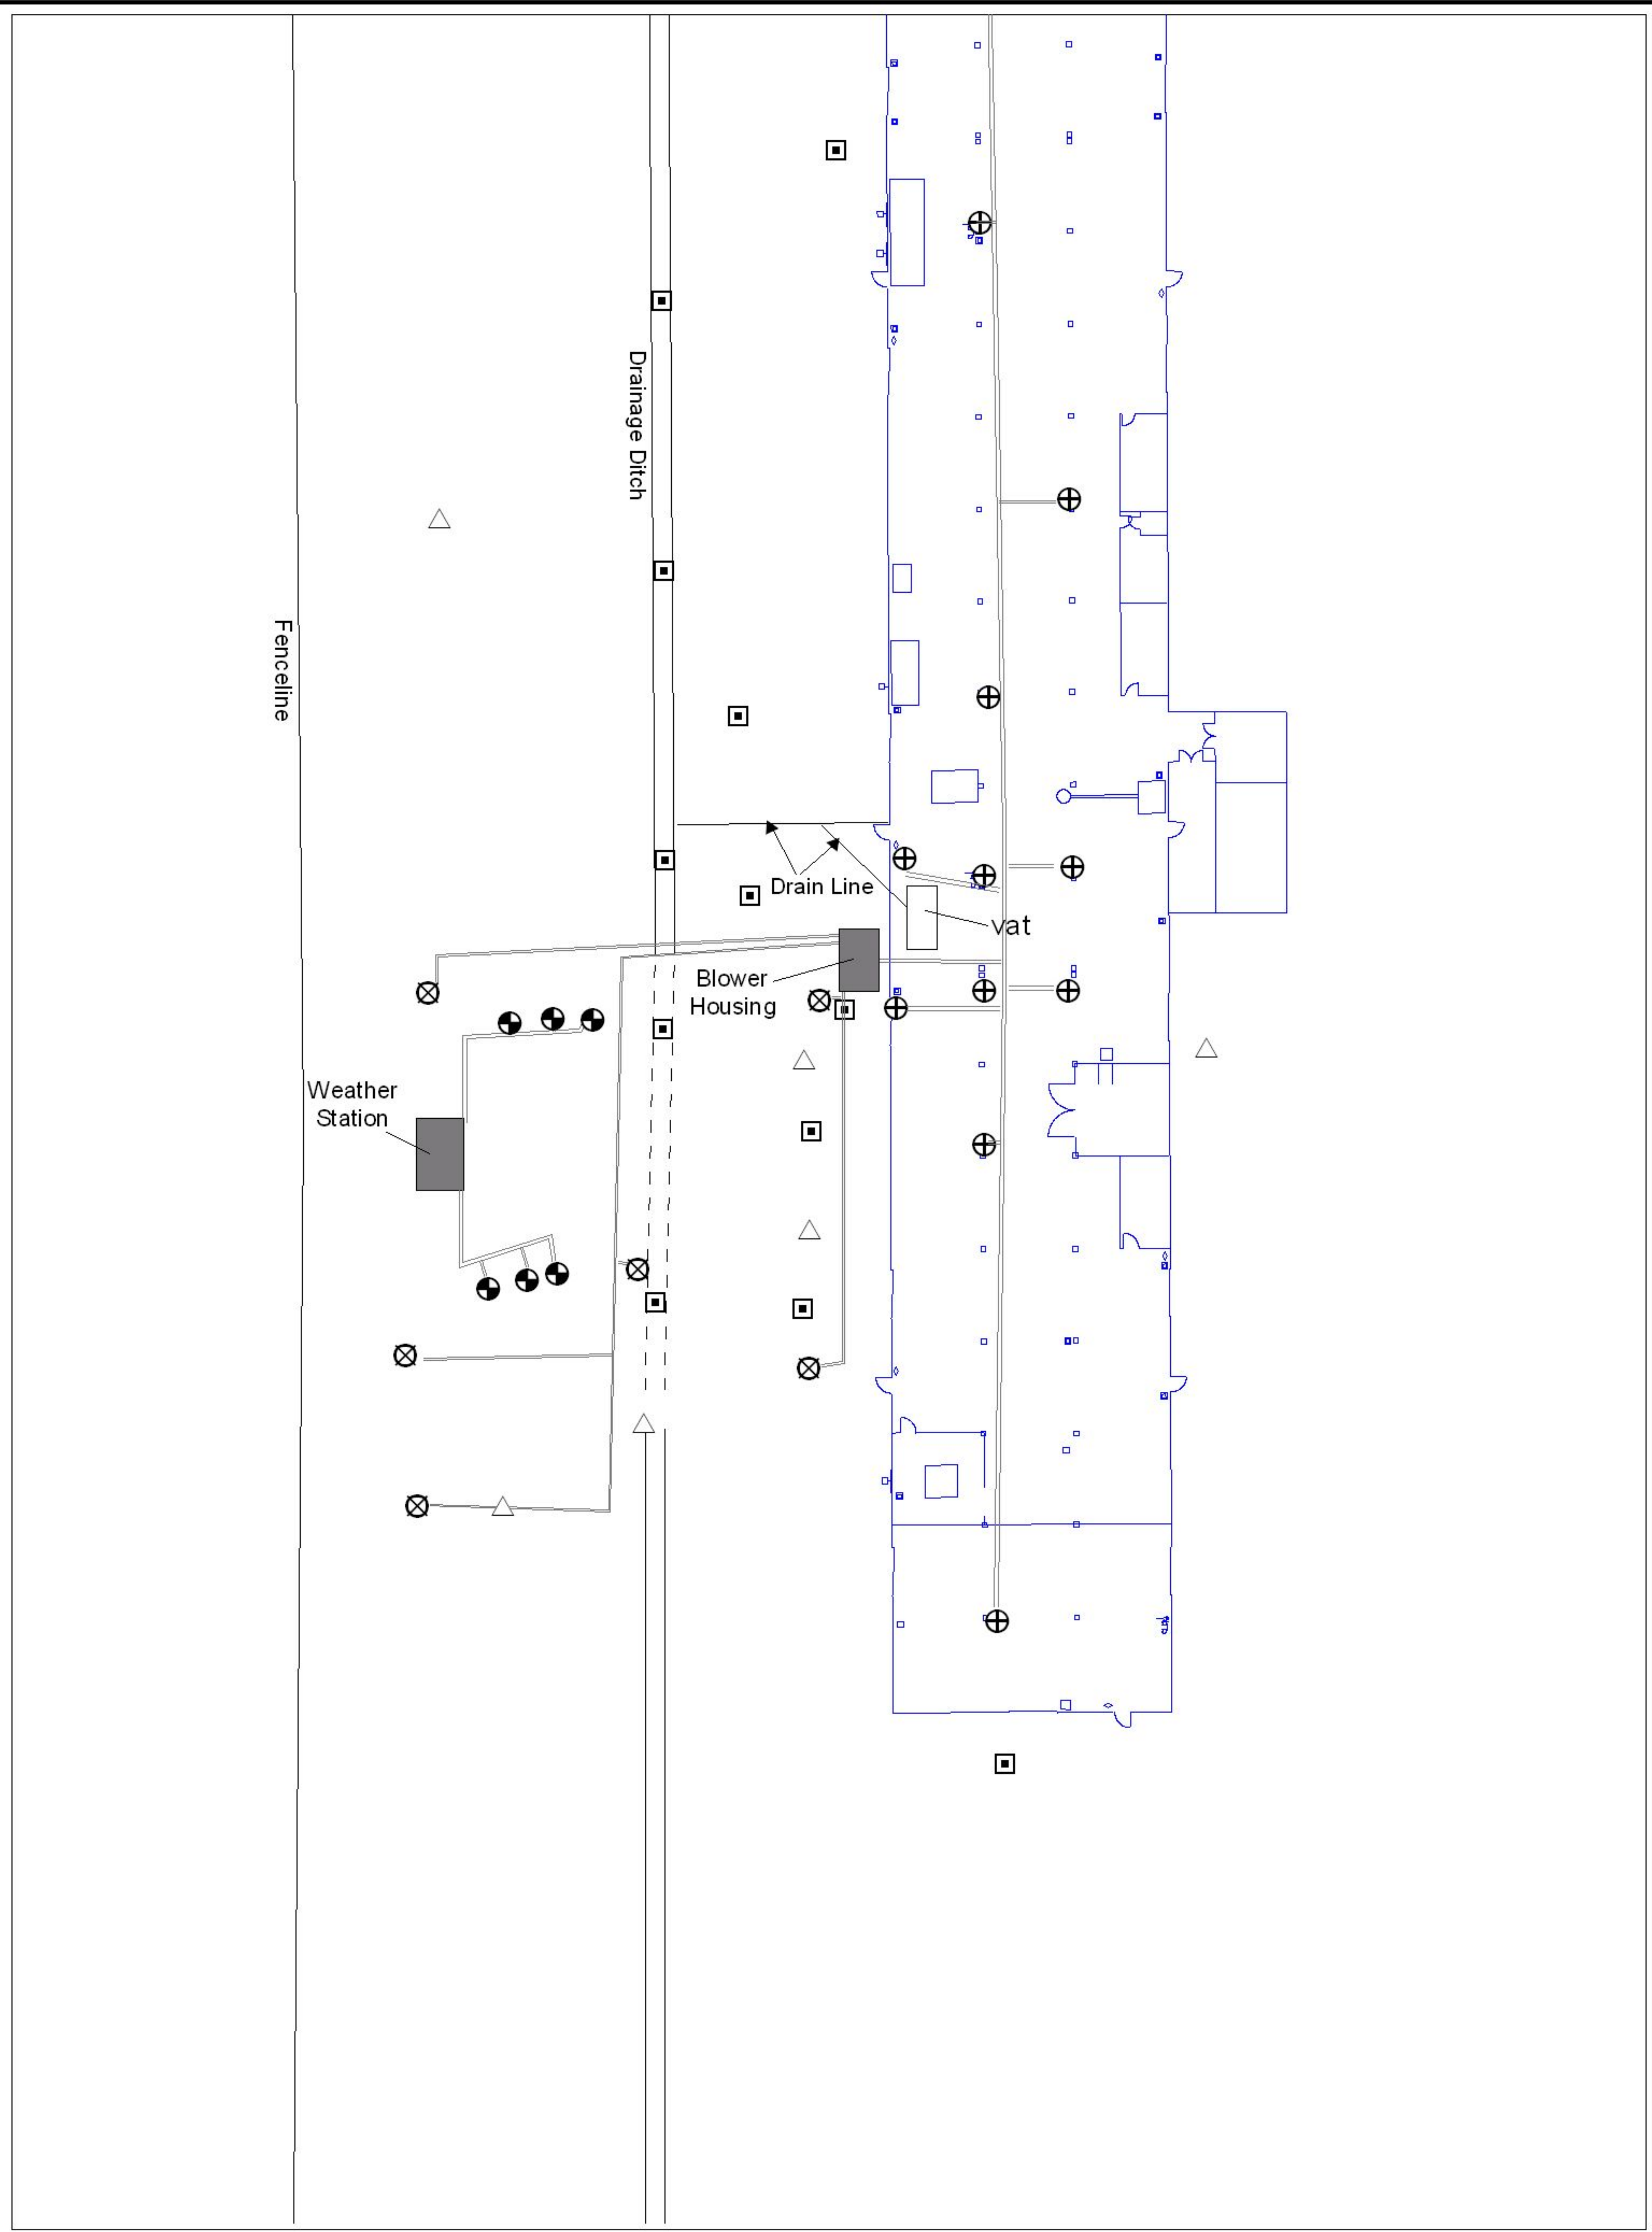 Drainage Ditch
Fenceline
Drain Line
vat
Blower
Housing
Weather
Station